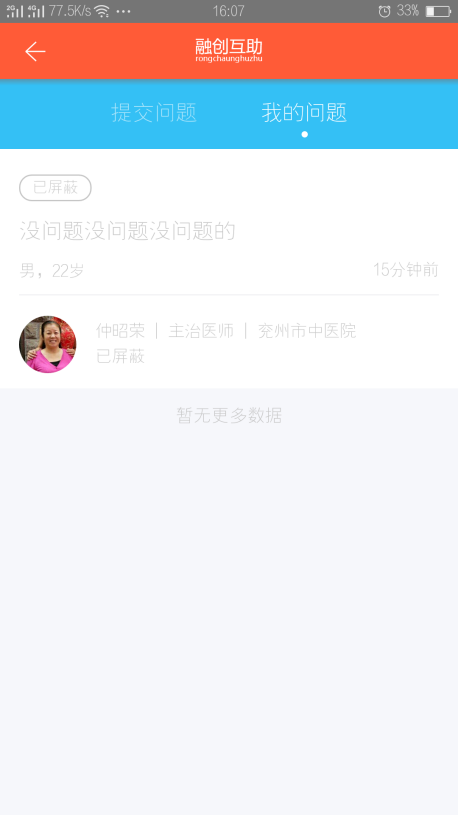 2G 4G 77.5K/s ... 16:07 33%
融创互助
rongchaunghuzhu
提交问题 我的问题
已屏蔽
没问题没问题没问题的
男，22岁 15分钟前
仲昭荣 | 主治医师 | 兖州市中医院
已屏蔽
暂无更多数据